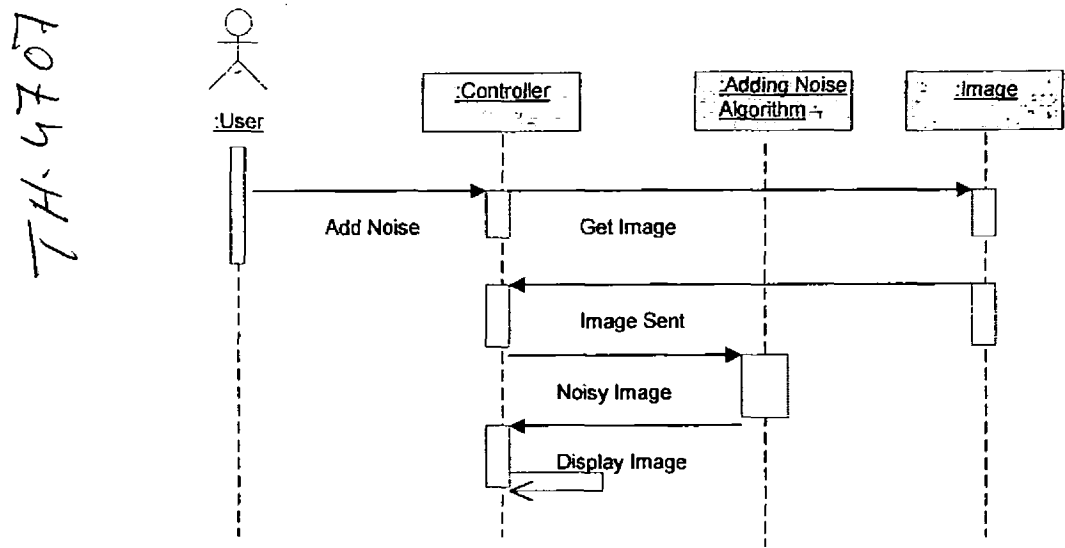 TH-4707
:User
:Controller
:Adding Noise
Algorithm
:Image
Add Noise
Get Image
Image Sent
Noisy Image
Display Image